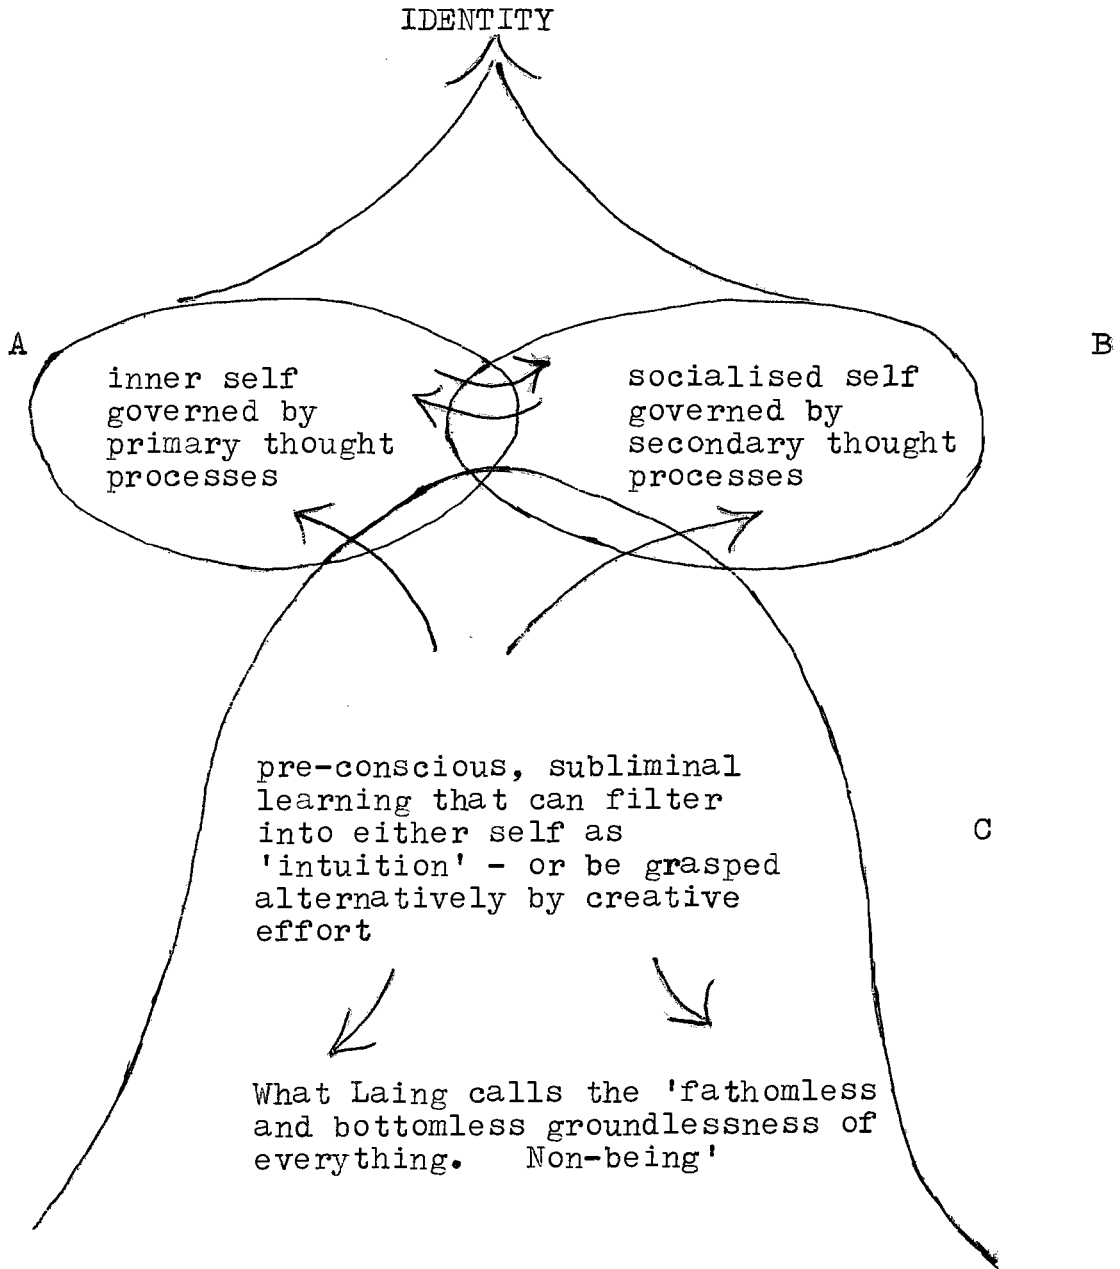 IDENTITY
A
B
inner self
governed by
primary thought
processes
socialised self
governed by
secondary thought
processes
pre-conscious, subliminal
learning that can filter
into either self as
'intuition' - or be grasped
alternatively by creative
effort
C
What Laing calls the 'fathomless
and bottomless groundlessness of
everything. Non-being'